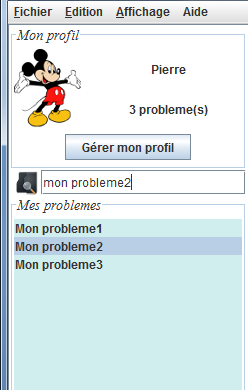 Fichier Edition Affichage Aide
Mon profil
Pierre
3 probleme(s)
Gérer mon profil
mon probleme2
Mes problemes
Mon probleme1
Mon probleme2
Mon probleme3